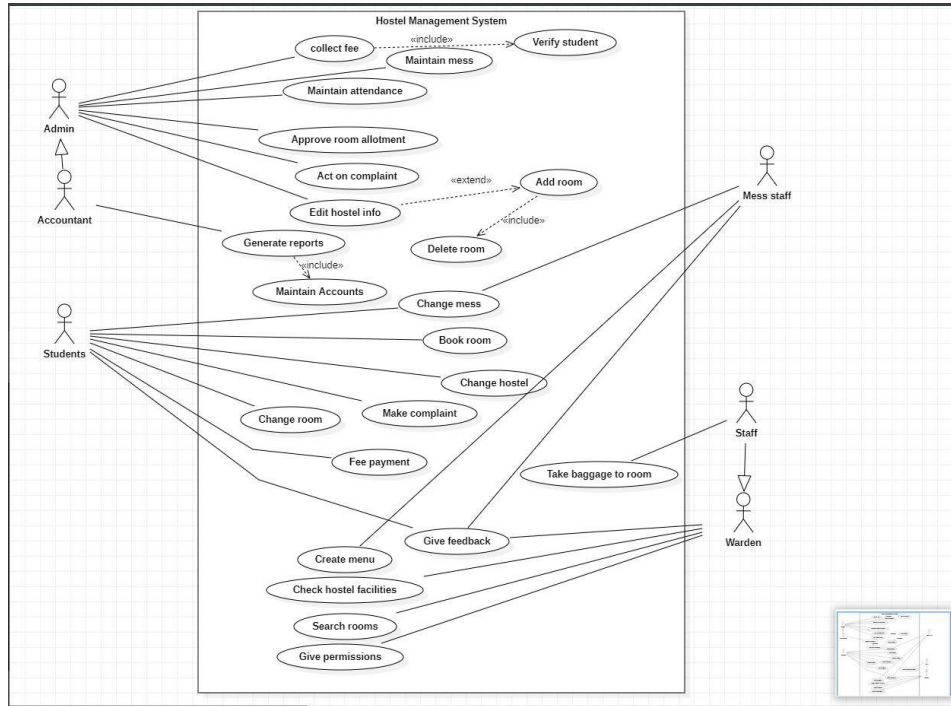 Hostel Management System
collect fee
«include»
Verify student
Maintain mess
Maintain attendance
Admin
Approve room allotment
Act on complaint
«extend»
Add room
Mess staff
Accountant
Edit hostel info
«include»
Generate reports
Delete room
«include»
Maintain Accounts
Change mess
Students
Book room
Change hostel
Change room
Make complaint
Staff
Fee payment
Take baggage to room
Give feedback
Warden
Create menu
Check hostel facilities
Search rooms
Give permissions